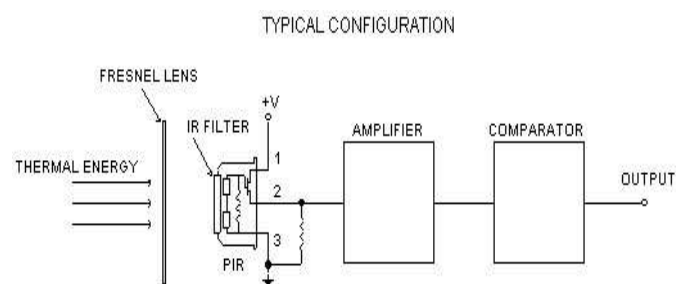 TYPICAL CONFIGURATION
FRESNEL LENS
+V
IR FILTER
AMPLIFIER
COMPARATOR
1
THERMAL ENERGY
2
OUTPUT
3
PIR